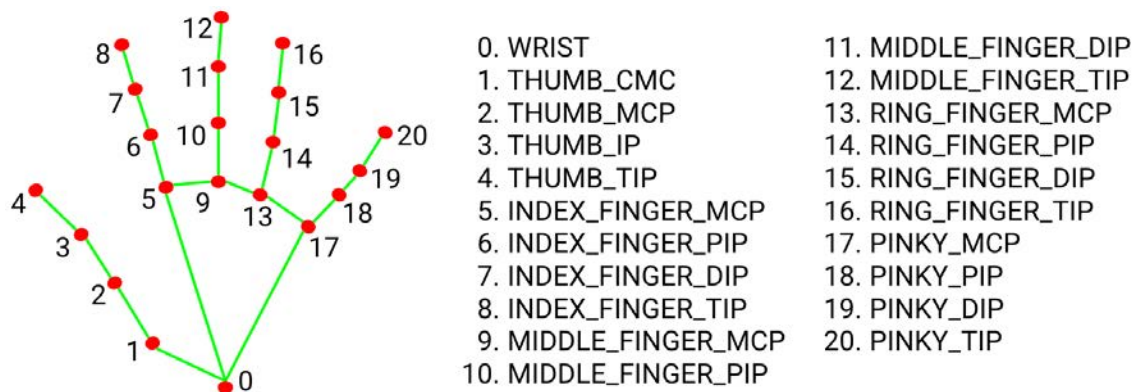 12
8
16
11
7
15
20
10
6
14
19
4
5
9
13
18
3
17
2
1
0
0. WRIST
1. THUMB_CMC
2. THUMB_MCP
3. THUMB_IP
4. THUMB_TIP
5. INDEX_FINGER_MCP
6. INDEX_FINGER_PIP
7. INDEX_FINGER_DIP
8. INDEX_FINGER_TIP
9. MIDDLE_FINGER_MCP
10. MIDDLE_FINGER_PIP
11. MIDDLE_FINGER_DIP
12. MIDDLE_FINGER_TIP
13. RING_FINGER_MCP
14. RING_FINGER_PIP
15. RING_FINGER_DIP
16. RING_FINGER_TIP
17. PINKY_MCP
18. PINKY_PIP
19. PINKY_DIP
20. PINKY_TIP